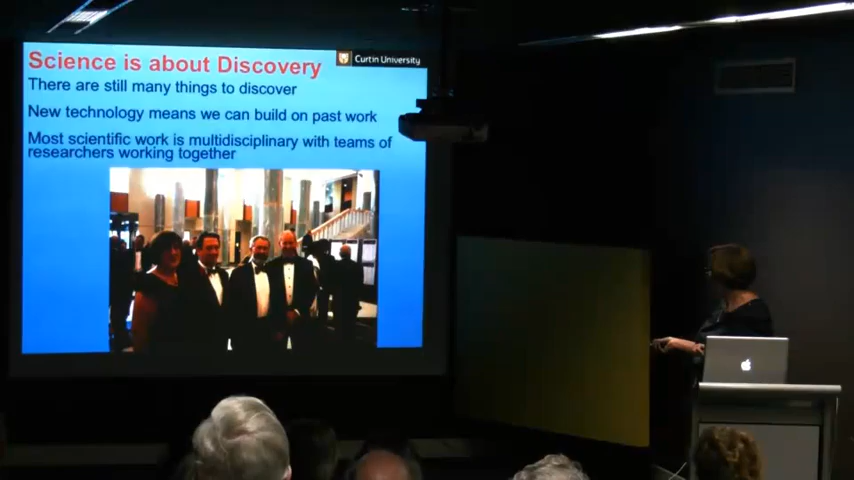 Science is about Discovery
Curtin University
There are still many things to discover
New technology means we can build on past work
Most scientific work is multidisciplinary with teams of
researchers working together